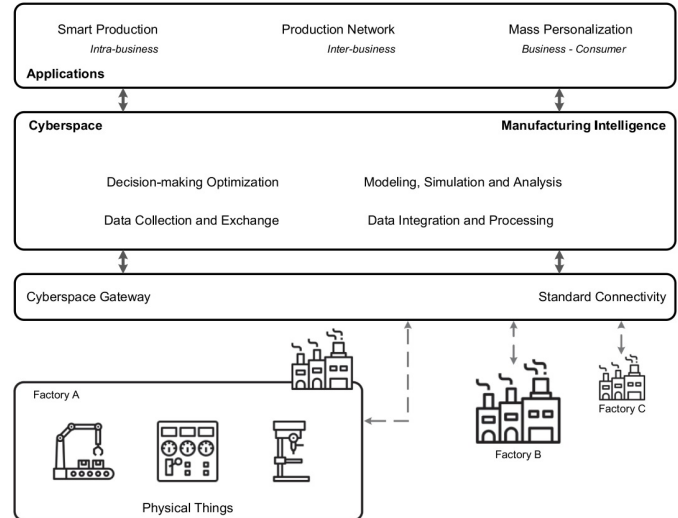 Smart Production
Production Network
Mass Personalization
Intra-business
Inter-business
Business - Consumer
Applications
Cyberspace
Manufacturing Intelligence
Decision-making Optimization
Modeling, Simulation and Analysis
Data Collection and Exchange
Data Integration and Processing
Cyberspace Gateway
Standard Connectivity
Factory A
Factory C
Factory B
Physical Things